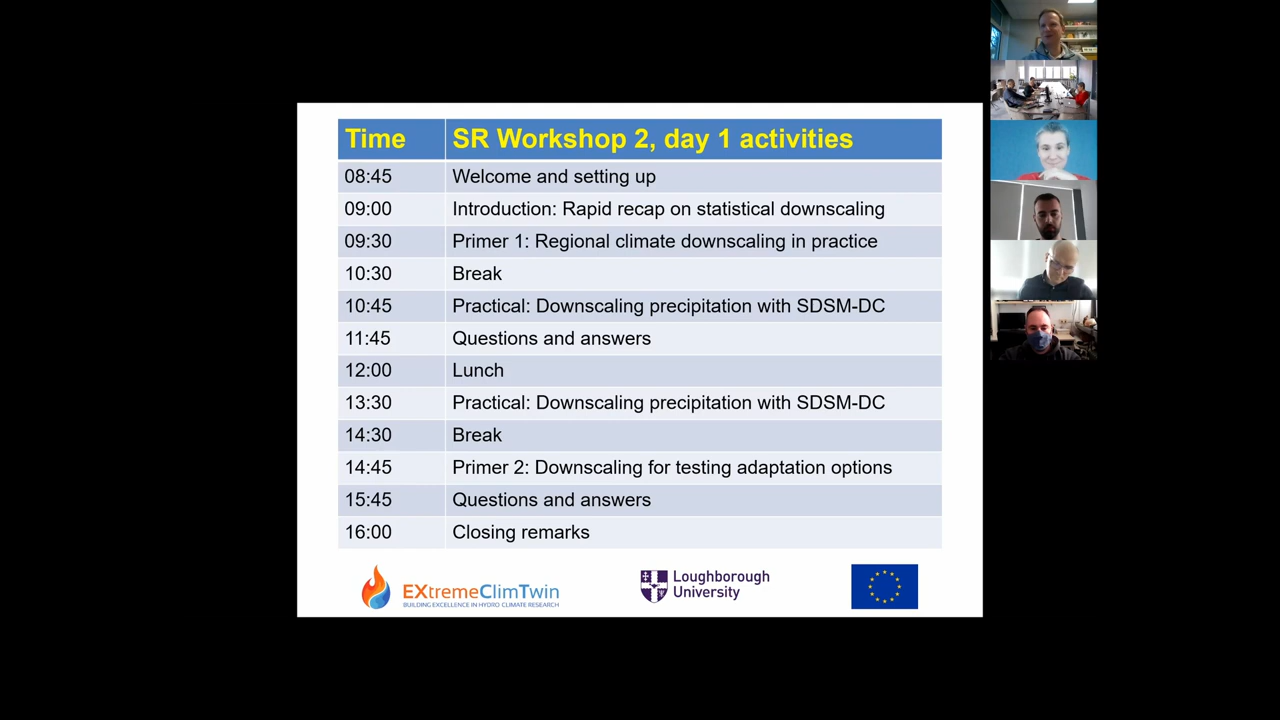 Time SR Workshop 2, day 1 activities
08:45 Welcome and setting up
09:00 Introduction: Rapid recap on statistical downscaling
09:30 Primer 1: Regional climate downscaling in practice
10:30 Break
10:45 Practical: Downscaling precipitation with SDSM-DC
11:45 Questions and answers
12:00 Lunch
13:30 Practical: Downscaling precipitation with SDSM-DC
14:30 Break
14:45 Primer 2: Downscaling for testing adaptation options
15:45 Questions and answers
16:00 Closing remarks
EXtremeClimTwin
BUILDING EXCELLENCE IN HYDRO CLIMATE RESEARCH
Loughborough
University